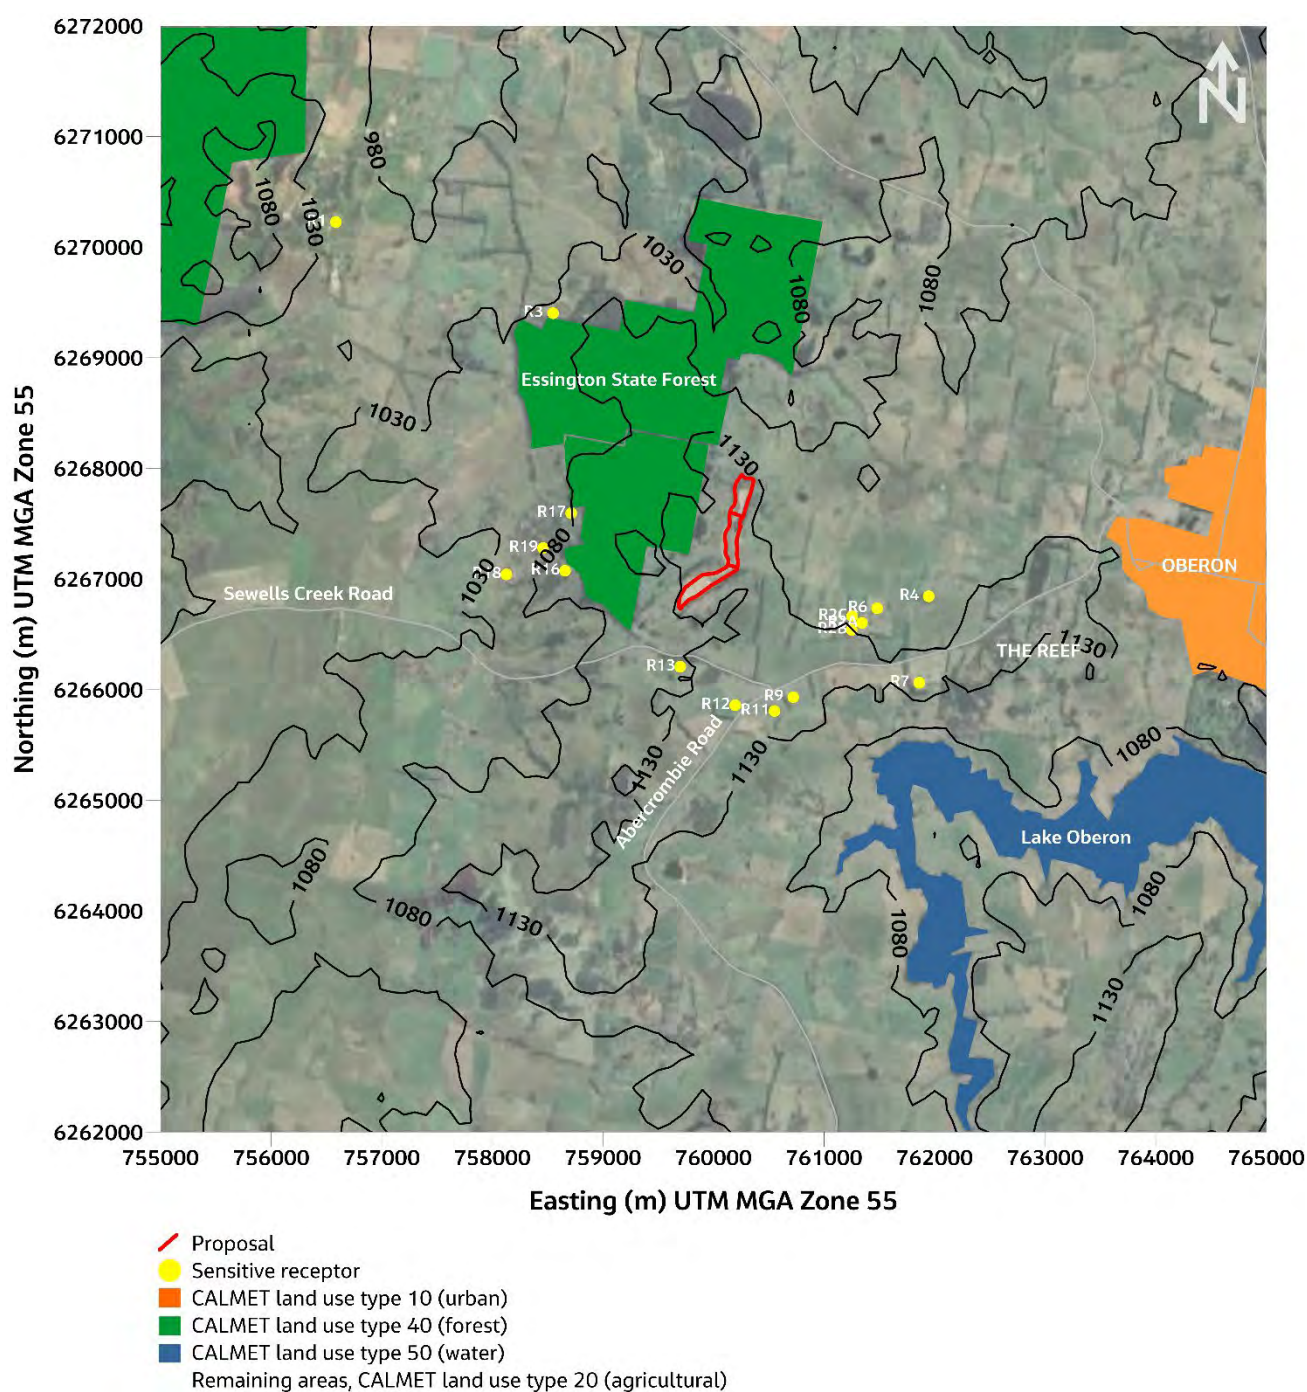 6272000
N
6271000
980
1080
1030
6270000
1030
1080
1080
R3
6269000
Essington State Forest
1030
6268000
1130
R17
R19
1080
R16
1030
6267000
OBERON
Sewells Creek Road
R4
R6
THE REEF
1130
R13
6266000
R7
R9
R12
R11
Abercrombie Road
1130
1130
1080
6265000
Lake Oberon
1080
1080
6264000
1080
1130
1080
1130
6263000
6262000
755000 756000 757000 758000 759000 760000 761000 762000 763000 764000 765000
Northing (m) UTM MGA Zone 55
Easting (m) UTM MGA Zone 55
Proposal
Sensitive receptor
CALMET land use type 10 (urban)
CALMET land use type 40 (forest)
CALMET land use type 50 (water)
Remaining areas, CALMET land use type 20 (agricultural)